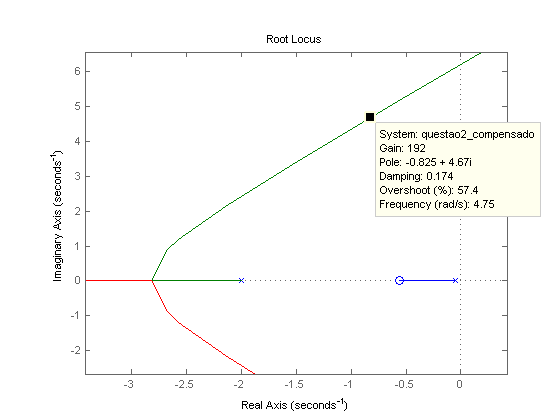 Root Locus
6
5
4
3
2
1
0
-1
-2
Imaginary Axis (seconds⁻¹)
System: questao2_compensado
Gain: 192
Pole: -0.825 + 4.67i
Damping: 0.174
Overshoot (%): 57.4
Frequency (rad/s): 4.75
-3 -2.5 -2 -1.5 -1 -0.5 0
Real Axis (seconds⁻¹)